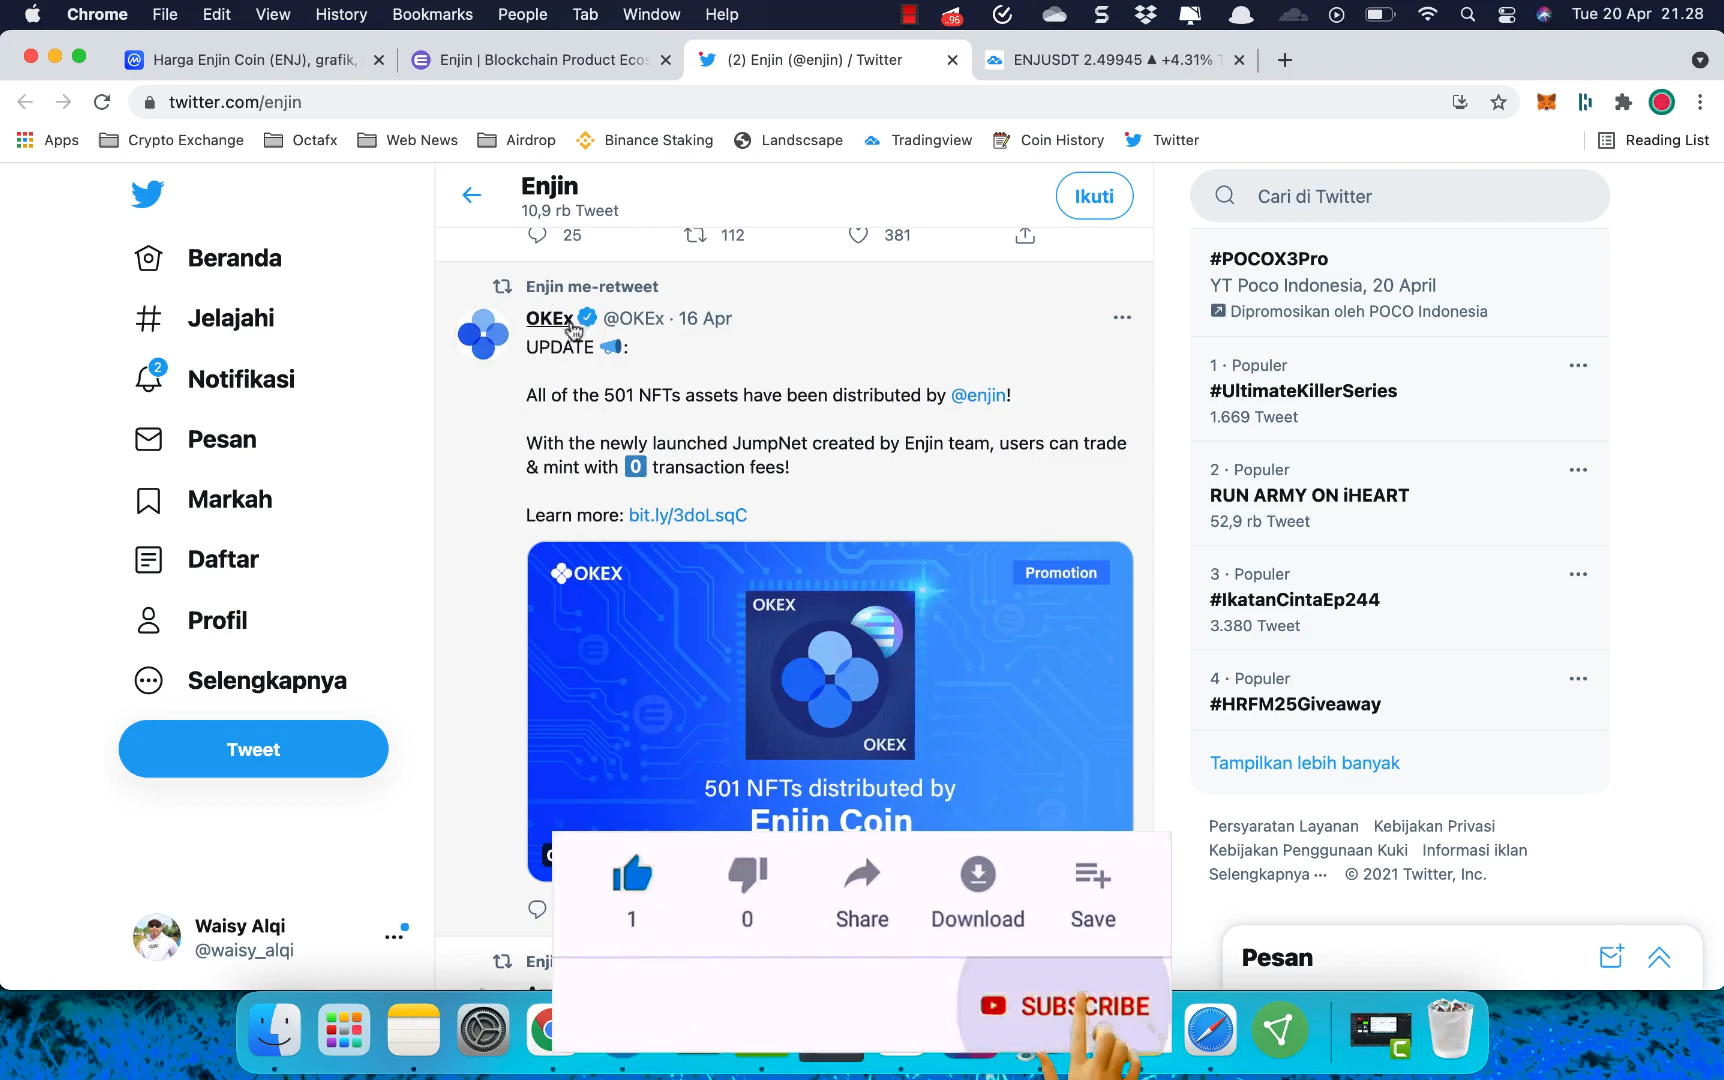 Chrome File Edit View History Bookmarks People Tab Window Help
96
Tue 20 Apr 21.28
Harga Enjin Coin (ENJ), grafik,
Enjin | Blockchain Product Ecos
(2) Enjin (@enjin) / Twitter
ENJUSDT 2.49945 ▲ +4.31%
twitter.com/enjin
Apps Crypto Exchange Octafx Web News Airdrop Binance Staking Landscsape Tradingview Coin History Twitter Reading List
Beranda
Jelajahi
2
Notifikasi
Pesan
Markah
Daftar
Profil
Selengkapnya
Tweet
Waisy Alqi
@waisy_alqi
Enjin
10,9 rb Tweet
Ikuti
25 112 381
Enjin me-retweet
OKEx @OKEx · 16 Apr
UPDATE 📣:
All of the 501 NFTs assets have been distributed by @enjin!
With the newly launched JumpNet created by Enjin team, users can trade
& mint with 0️⃣ transaction fees!
Learn more: bit.ly/3doLsqC
OKEX
Promotion
OKEX
OKEX
501 NFTs distributed by
Enjin Coin
1 0 Share Download Save
SUBSCRIBE
Cari di Twitter
#POCOX3Pro
YT Poco Indonesia, 20 April
Dipromosikan oleh POCO Indonesia
1 · Populer
#UltimateKillerSeries
1.669 Tweet
2 · Populer
RUN ARMY ON iHEART
52,9 rb Tweet
3 · Populer
#IkatanCintaEp244
3.380 Tweet
4 · Populer
#HRFM25Giveaway
Tampilkan lebih banyak
Persyaratan Layanan Kebijakan Privasi
Kebijakan Penggunaan Kuki Informasi iklan
Selengkapnya ··· © 2021 Twitter, Inc.
Pesan